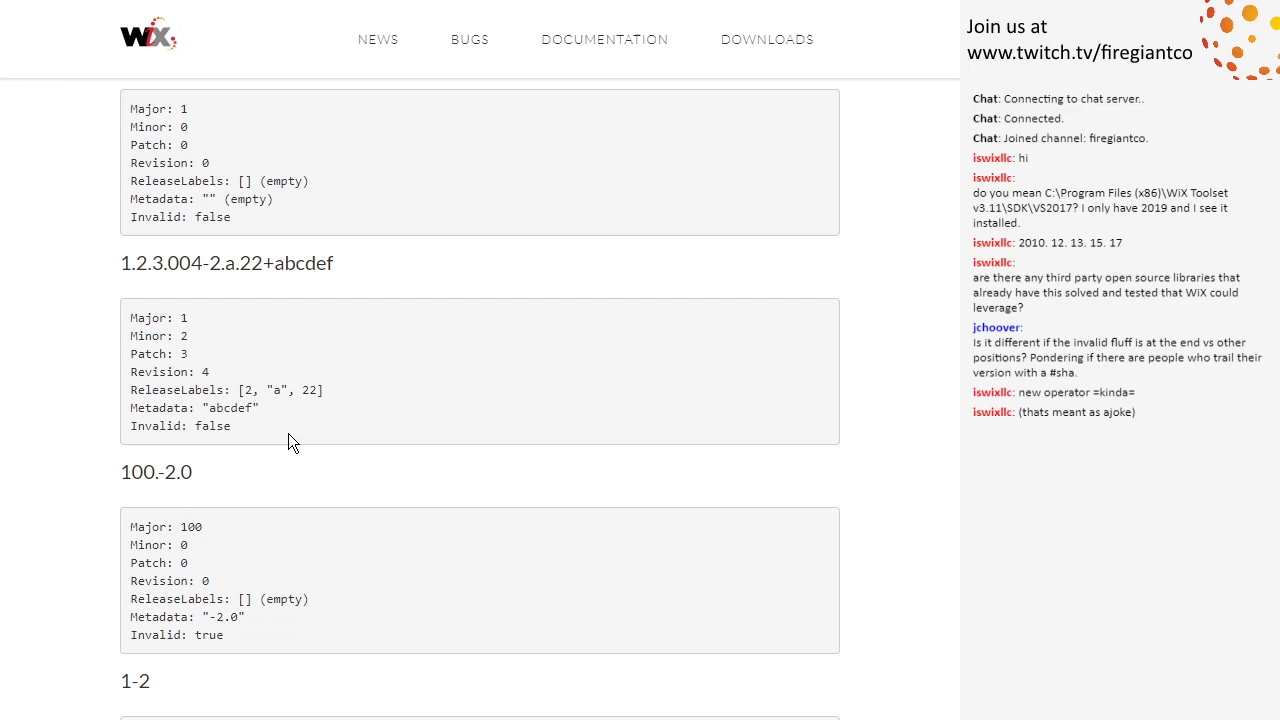 WiX
NEWS
BUGS
DOCUMENTATION
DOWNLOADS
Major: 1
Minor: 0
Patch: 0
Revision: 0
ReleaseLabels: [] (empty)
Metadata: "" (empty)
Invalid: false
1.2.3.004-2.a.22+abcdef
Major: 1
Minor: 2
Patch: 3
Revision: 4
ReleaseLabels: [2, "a", 22]
Metadata: "abcdef"
Invalid: false
100.-2.0
Major: 100
Minor: 0
Patch: 0
Revision: 0
ReleaseLabels: [] (empty)
Metadata: "-2.0"
Invalid: true
1-2
Join us at
www.twitch.tv/firegiantco
Chat: Connecting to chat server..
Chat: Connected.
Chat: Joined channel: firegiantco.
iswixllc: hi
iswixllc:
do you mean C:\Program Files (x86)\WiX Toolset
v3.11\SDK\VS2017? I only have 2019 and I see it
installed.
iswixllc: 2010. 12. 13. 15. 17
iswixllc:
are there any third party open source libraries that
already have this solved and tested that WiX could
leverage?
jchoover:
Is it different if the invalid fluff is at the end vs other
positions? Pondering if there are people who trail their
version with a #sha.
iswixllc: new operator =kinda=
iswixllc: (thats meant as ajoke)